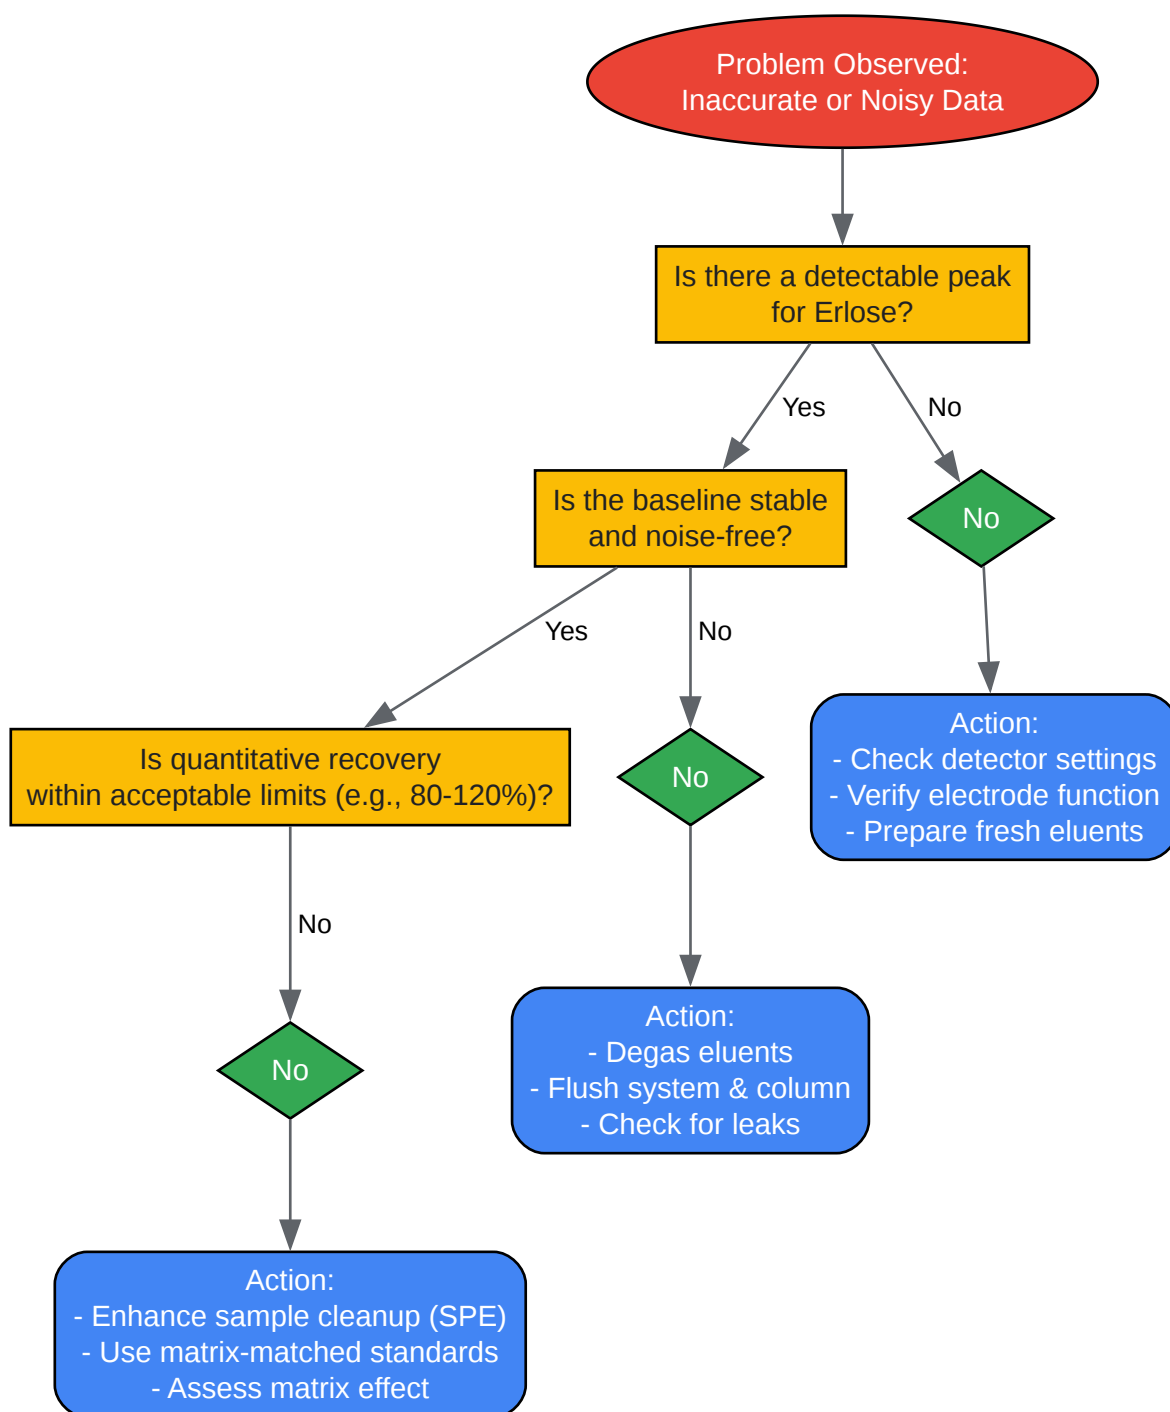 Problem Observed:
Inaccurate or Noisy Data
Is there a detectable peak
for Erlose?
Yes
No
Is the baseline stable
and noise-free?
No
Yes
No
Action:
- Check detector settings
- Verify electrode function
- Prepare fresh eluents
Is quantitative recovery
within acceptable limits (e.g., 80-120%)?
No
No
Action:
- Degas eluents
- Flush system & column
- Check for leaks
No
Action:
- Enhance sample cleanup (SPE)
- Use matrix-matched standards
- Assess matrix effect